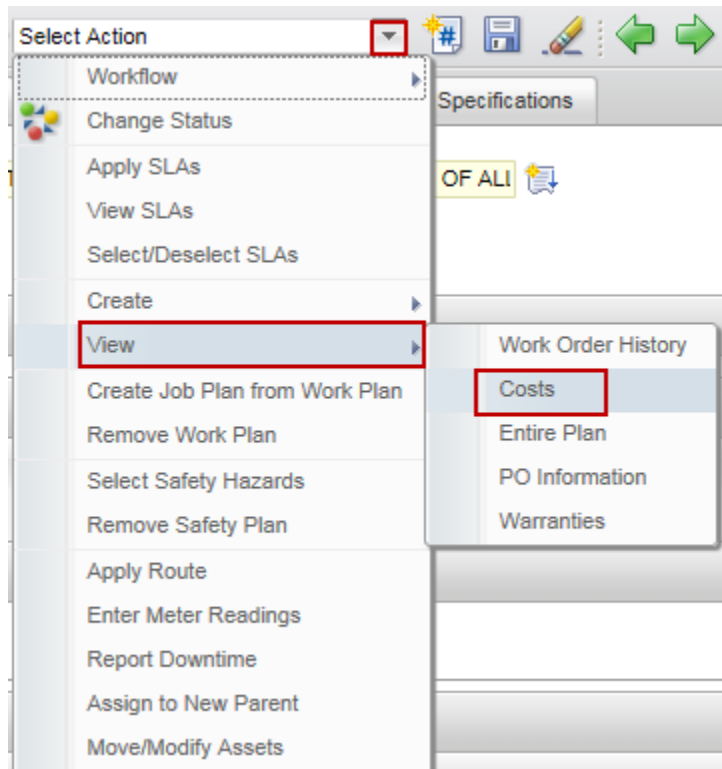 Select Action
#
Workflow
Specifications
Change Status
Apply SLAs
OF ALL
View SLAs
Select/Deselect SLAs
Create
View
Work Order History
Create Job Plan from Work Plan
Costs
Remove Work Plan
Entire Plan
Select Safety Hazards
PO Information
Remove Safety Plan
Warranties
Apply Route
Enter Meter Readings
Report Downtime
Assign to New Parent
Move/Modify Assets